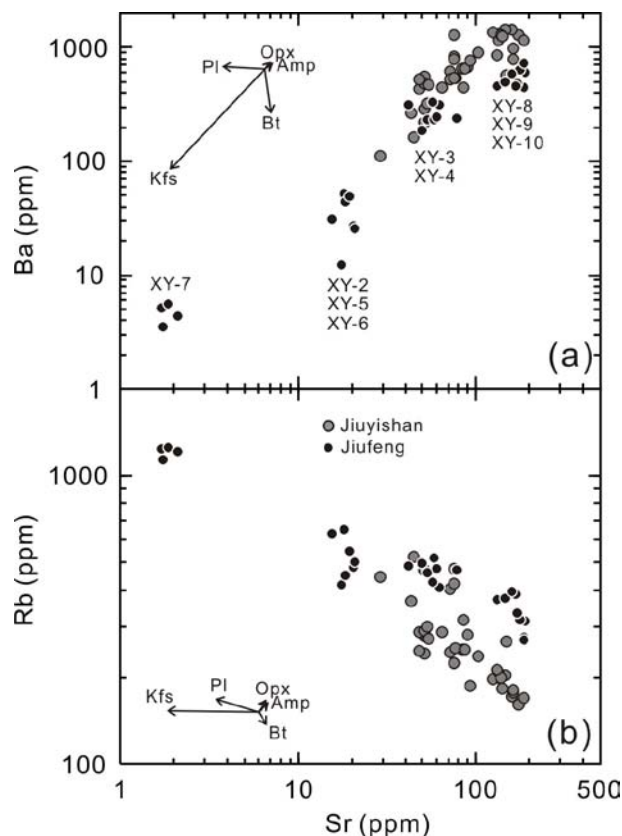 1000
100
10
1
Ba (ppm)
Opx
Pl
Amp
Bt
Kfs
XY-8
XY-9
XY-10
XY-3
XY-4
XY-7
XY-2
XY-5
XY-6
(a)
Jiuyishan
Jiufeng
1000
100
Rb (ppm)
Kfs
Pl
Opx
Amp
Bt
(b)
1 10 100 500
Sr (ppm)